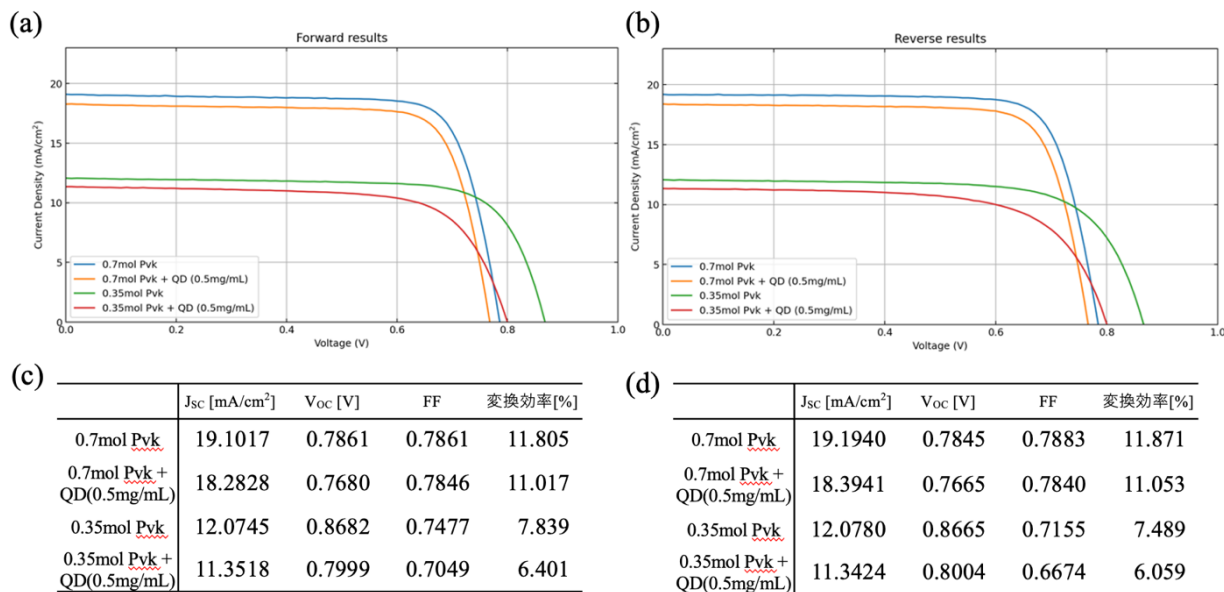 (a)
Forward results
Current Density (mA/cm²)
20
15
10
5
0
0.7mol Pvk
0.7mol Pvk + QD (0.5mg/mL)
0.35mol Pvk
0.35mol Pvk + QD (0.5mg/mL)
0.0 0.2 0.4 0.6 0.8 1.0
Voltage (V)
(b)
Reverse results
Current Density (mA/cm²)
20
15
10
5
0
0.7mol Pvk
0.7mol Pvk + QD (0.5mg/mL)
0.35mol Pvk
0.35mol Pvk + QD (0.5mg/mL)
0.0 0.2 0.4 0.6 0.8 1.0
Voltage (V)
(c)
JSC [mA/cm²] VOC [V] FF 変換効率[%]
0.7mol Pvk 19.1017 0.7861 0.7861 11.805
0.7mol Pvk +
QD(0.5mg/mL) 18.2828 0.7680 0.7846 11.017
0.35mol Pvk 12.0745 0.8682 0.7477 7.839
0.35mol Pvk +
QD(0.5mg/mL) 11.3518 0.7999 0.7049 6.401
(d)
JSC [mA/cm²] VOC [V] FF 変換効率[%]
0.7mol Pvk 19.1940 0.7845 0.7883 11.871
0.7mol Pvk +
QD(0.5mg/mL) 18.3941 0.7665 0.7840 11.053
0.35mol Pvk 12.0780 0.8665 0.7155 7.489
0.35mol Pvk +
QD(0.5mg/mL) 11.3424 0.8004 0.6674 6.059